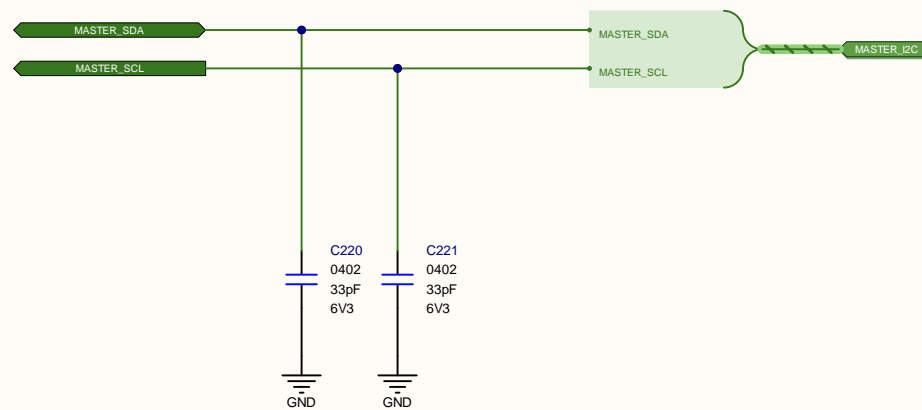 MASTER_SDA
MASTER_SCL
MASTER_SDA
MASTER_SCL
MASTER_I2C
C220
0402
33pF
6V3
C221
0402
33pF
6V3
GND
GND